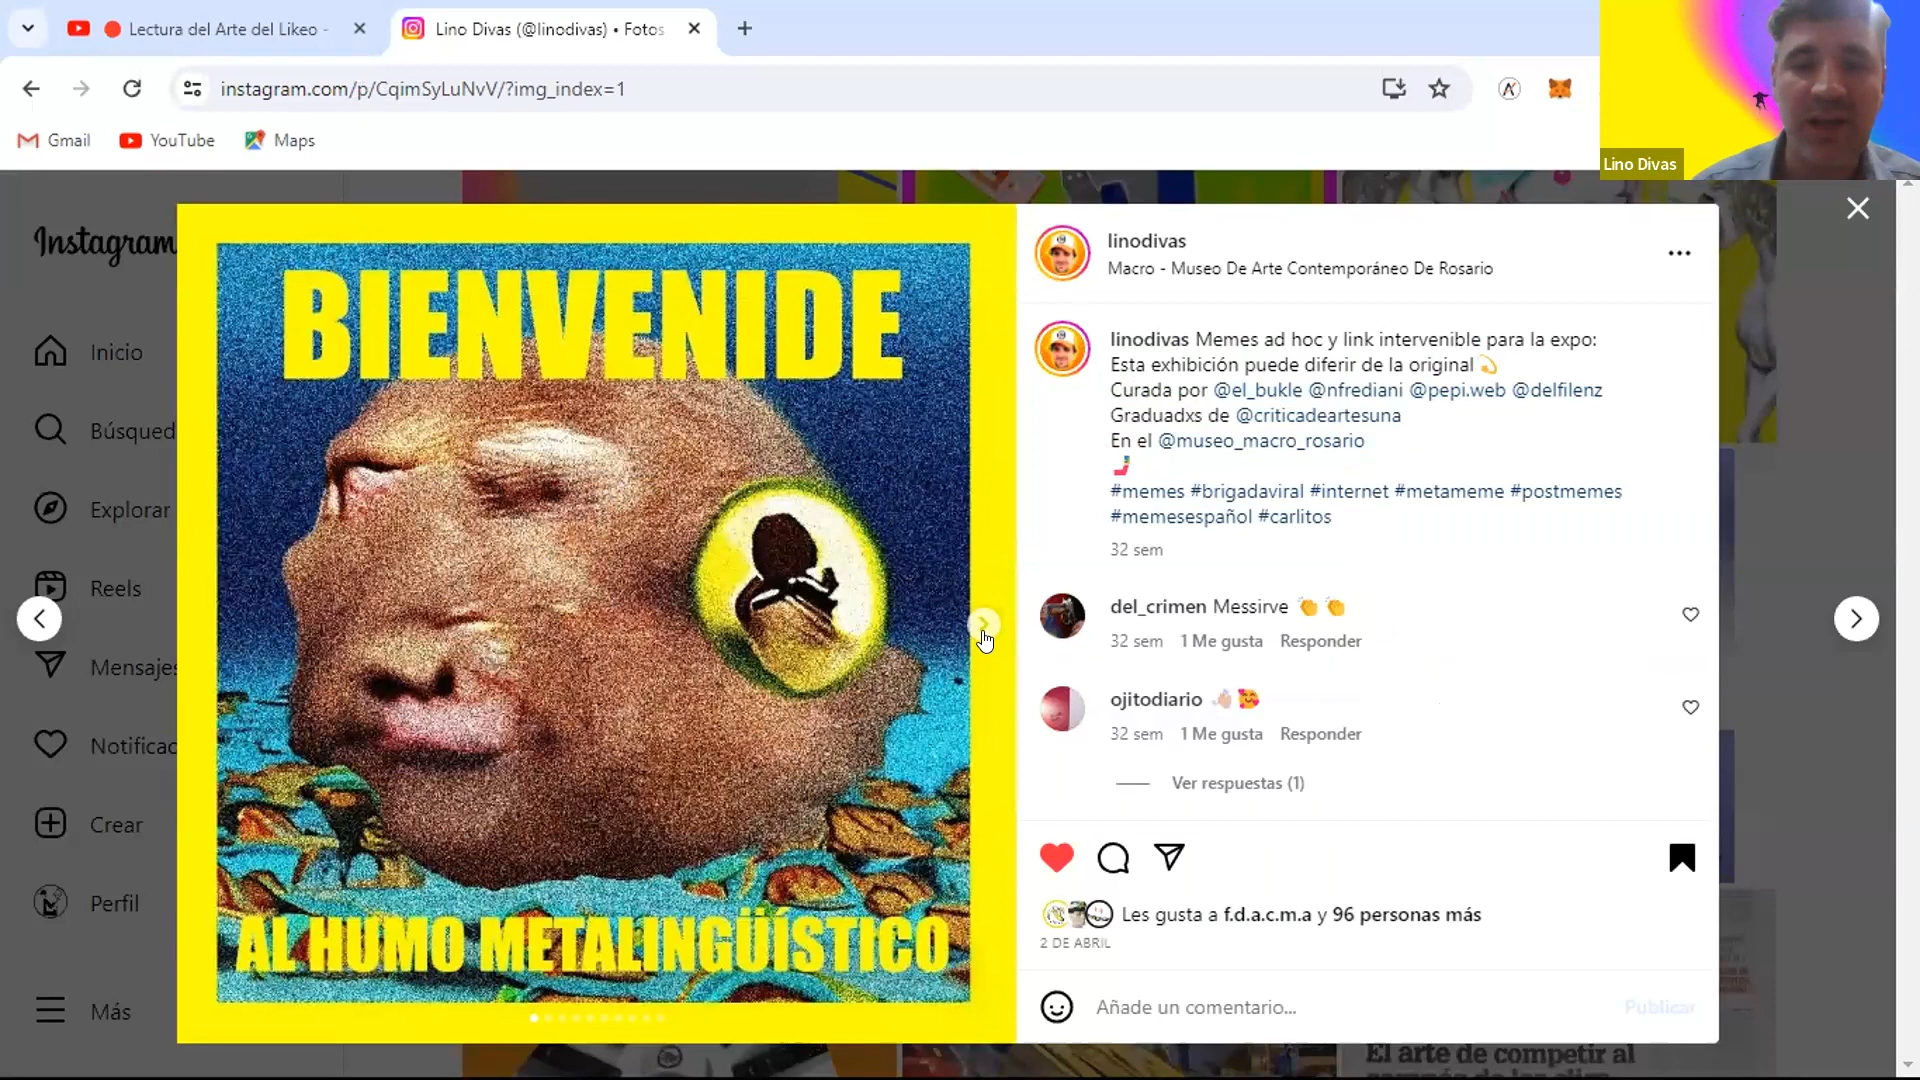 Lectura del Arte del Likeo -
Lino Divas (@linodivas) • Fotos
instagram.com/p/CqimSyLuNvV/?img_index=1
Gmail
YouTube
Maps
Lino Divas
Instagram
Inicio
Búsqued
Explorar
Reels
Mensajes
Notificac
Crear
Perfil
Más
BIENVENIDE
AL HUMO METALINGÜÍSTICO
linodivas
Macro - Museo De Arte Contemporáneo De Rosario
linodivas Memes ad hoc y link intervenible para la expo:
Esta exhibición puede diferir de la original
Curada por @el_bukle @nfrediani @pepi.web @delfilenz
Graduadxs de @criticadeartesuna
En el @museo_macro_rosario
#memes #brigadaviral #internet #metameme #postmemes
#memesespañol #carlitos
32 sem
del_crimen Messirve
32 sem 1 Me gusta Responder
ojitodiario
32 sem 1 Me gusta Responder
Ver respuestas (1)
Les gusta a f.d.a.c.m.a y 96 personas más
2 DE ABRIL
Añade un comentario...
Publicar
El arte de competir al